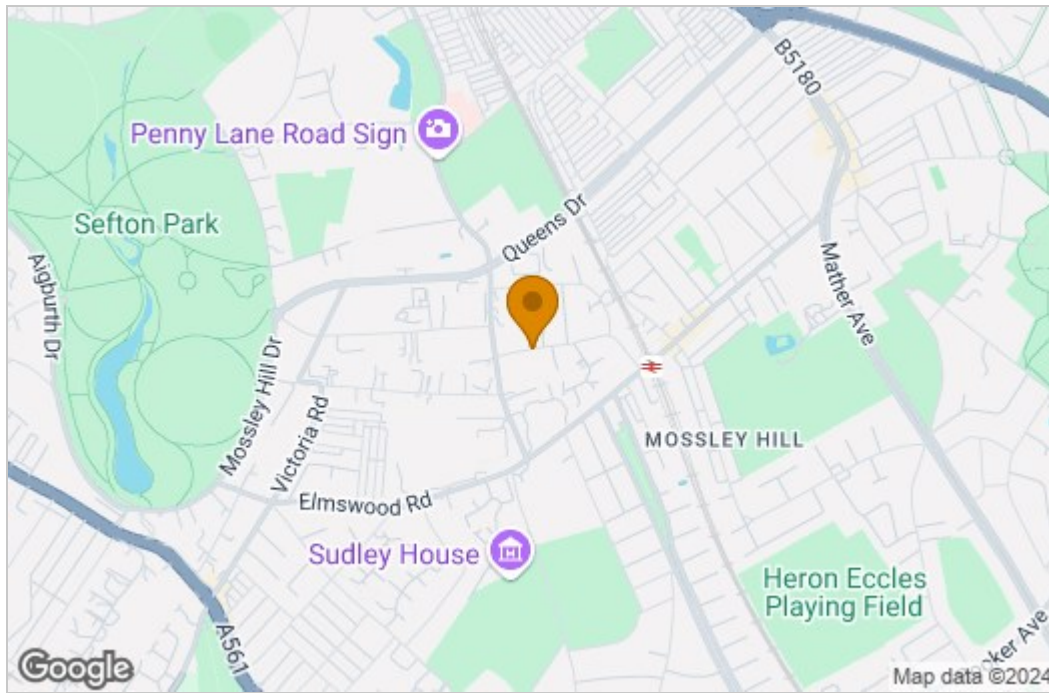 B5180
Penny Lane Road Sign
Queens Dr
Sefton Park
Aigburth Dr
Mather Ave
Mossley Hill Dr
Victoria Rd
MOSSLEY HILL
Elmswood Rd
Sudley House
Heron Eccles
Playing Field
A561
Google
Map data ©2024